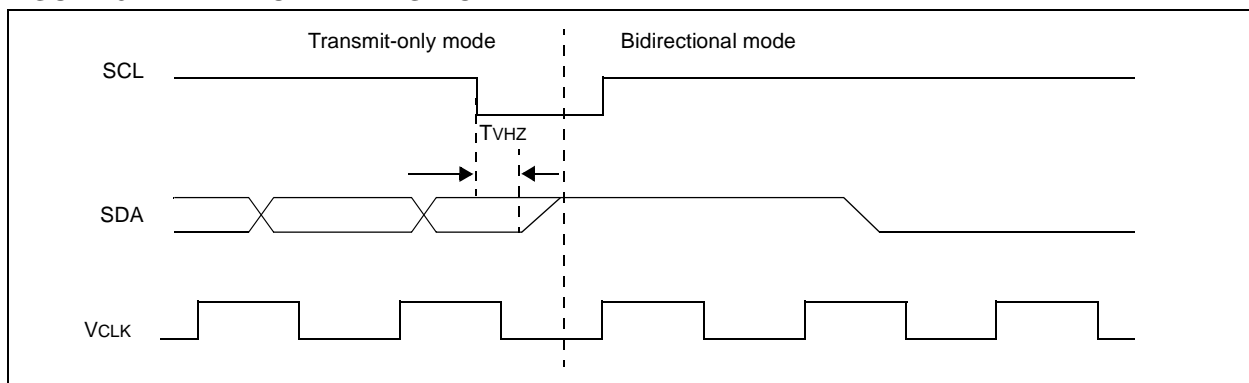 Transmit-only mode
Bidirectional mode
SCL
TVHZ
SDA
VCLK